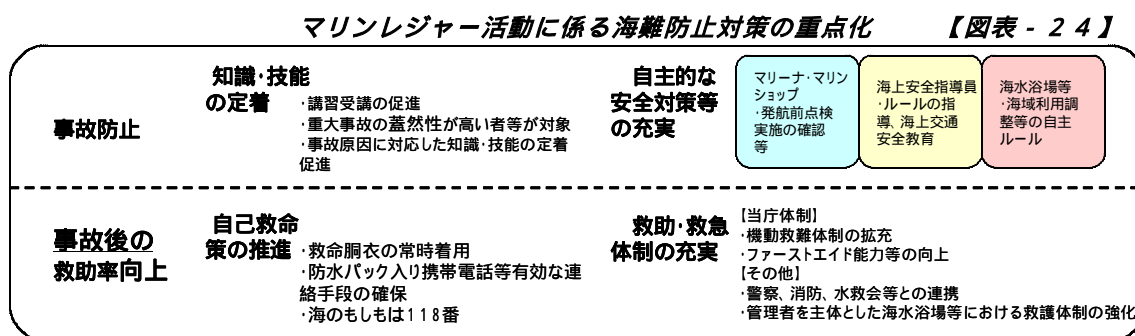 マリンレジャー活動に係る海難防止対策の重点化 【図表-24】
事故防止
知識・技能
の定着
・講習受講の促進
・重大事故の蓋然性が高い者等が対象
・事故原因に対応した知識・技能の定着
促進
自主的な
安全対策等
の充実
マリーナ・マリン
ショップ
・発航前点検
実施の確認
等
海上安全指導員
・ルールの指
導、海上交通
安全教育
海水浴場等
・海域利用調
整等の自主
ルール
事故後の
救助率向上
自己救命
策の推進
・救命胴衣の常時着用
・防水パック入り携帯電話等有効な連
絡手段の確保
・海のもしもは118番
救助・救急
体制の充実
【当庁体制】
・機動救難体制の拡充
・ファーストエイド能力等の向上
【その他】
・警察、消防、水救会等との連携
・管理者を主体とした海水浴場等における救護体制の強化